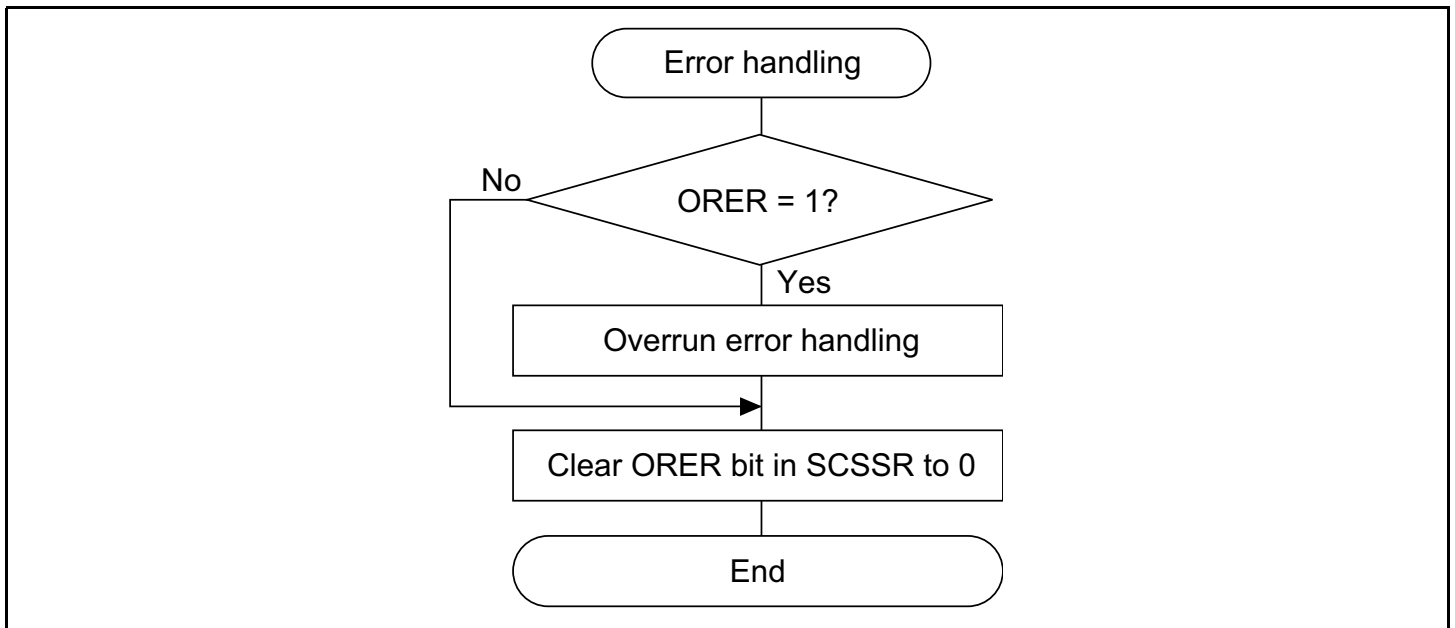 Error handling
No
ORER = 1?
Yes
Overrun error handling
Clear ORER bit in SCSSR to 0
End